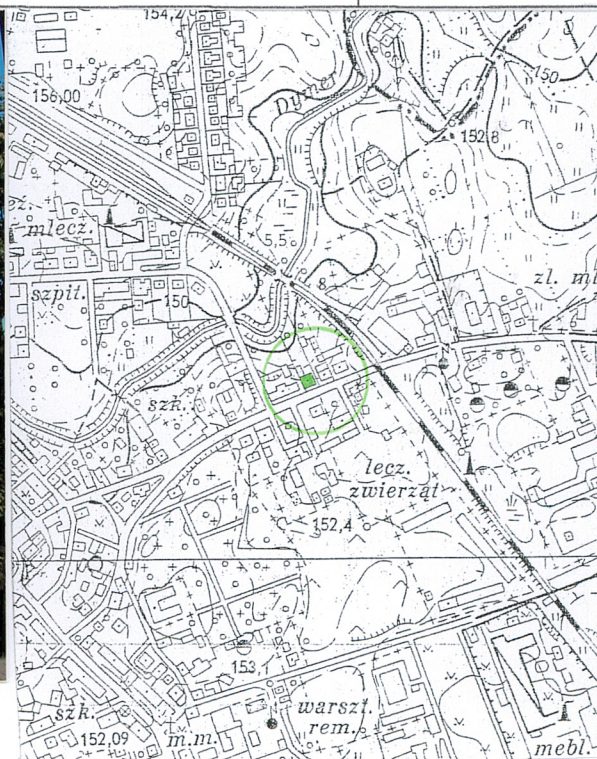 154,2
150
156,00
Dymer
152,8
mlecz.
5,5
8
szpit.
150
zl. ml
szk.
lecz.
zwierząt
152,4
153,1
szk.
warszt.
rem.
152,09
m.m.
mebl.